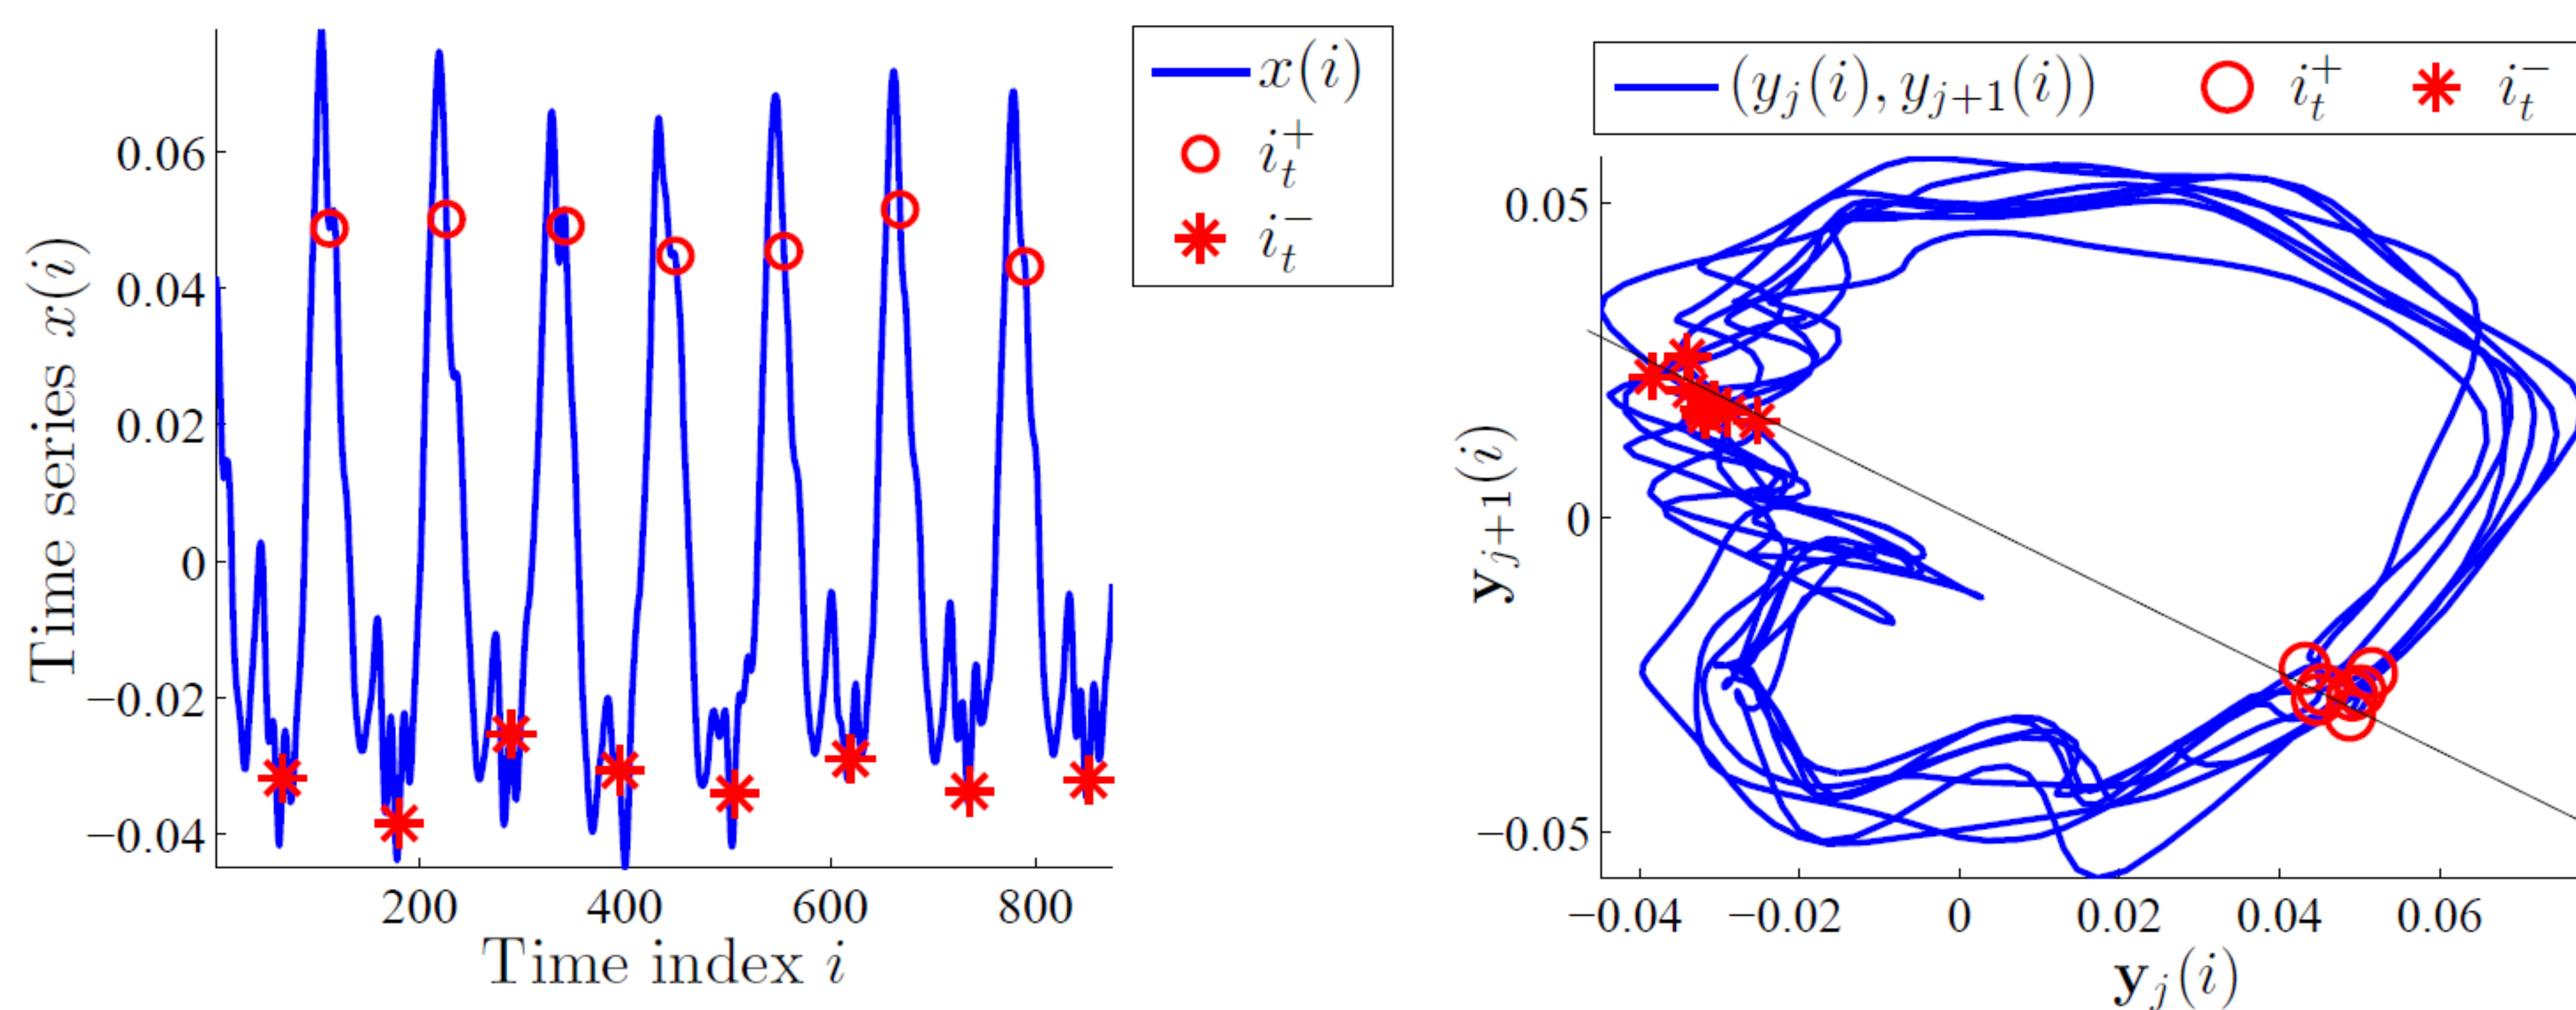 x(i)
i_t^+
i_t^-
0.06
0.04
0.02
0
−0.02
−0.04
200 400 600 800
Time series x(i)
Time index i
(y_j(i), y_{j+1}(i)) i_t^+ i_t^-
0.05
0
−0.05
−0.04 −0.02 0 0.02 0.04 0.06
y_{j+1}(i)
y_j(i)